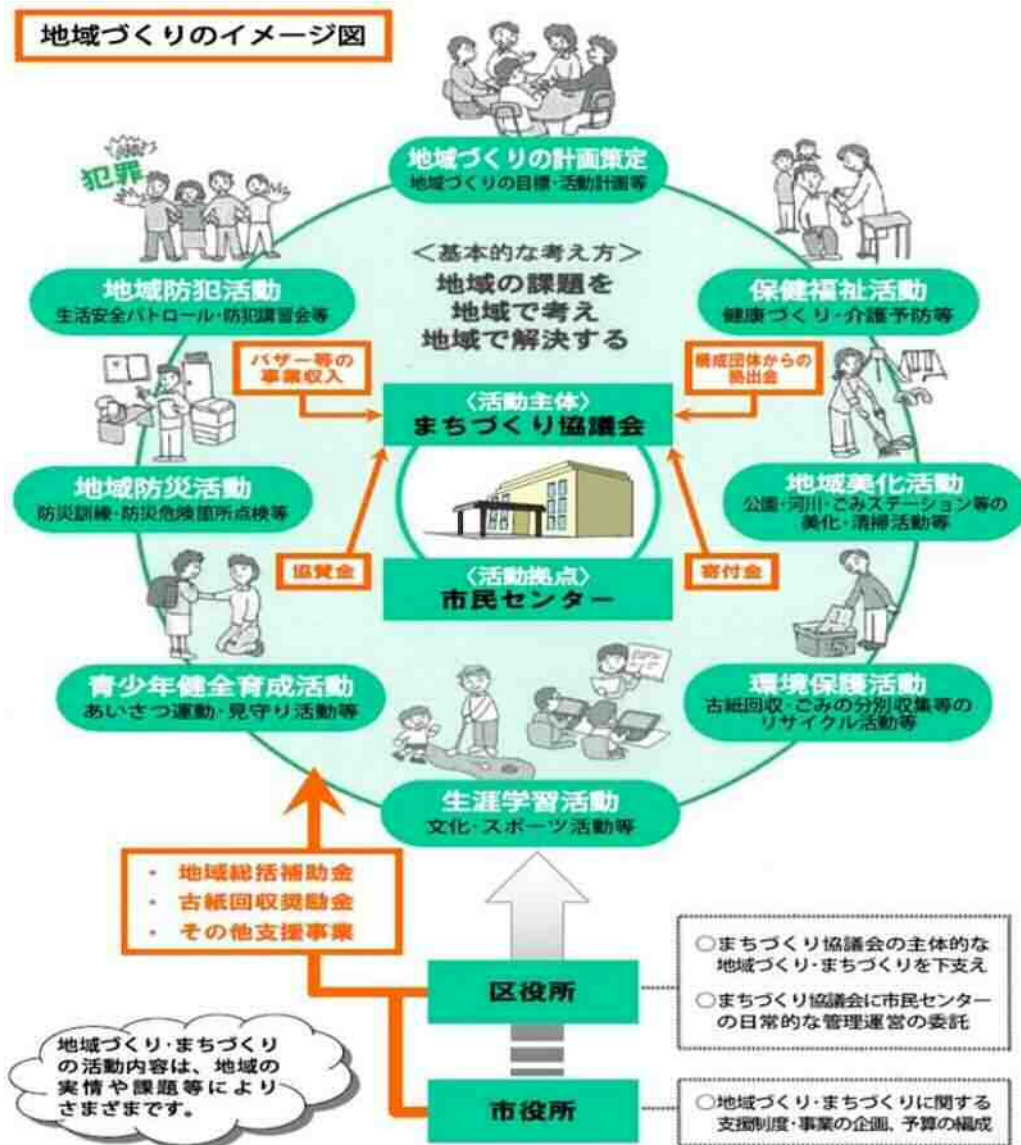 地域づくりのイメージ図
地域づくりの計画策定
地域づくりの目標・活動計画等
犯罪
地域防犯活動
生活安全パトロール・防犯講習会等
<基本的な考え方>
地域の課題を
地域で考え
地域で解決する
保健福祉活動
健康づくり・介護予防等
バザー等の
事業収入
構成団体からの
拠出金
〈活動主体〉
まちづくり協議会
地域防災活動
防災訓練・防災危険箇所点検等
地域美化活動
公園・河川・ごみステーション等の
美化・清掃活動等
協賛金
〈活動拠点〉
市民センター
寄付金
青少年健全育成活動
あいさつ運動・見守り活動等
環境保護活動
古紙回収・ごみの分別収集等の
リサイクル活動等
生涯学習活動
文化・スポーツ活動等
・ 地域総括補助金
・ 古紙回収奨励金
・ その他支援事業
区役所
○まちづくり協議会の主体的な
地域づくり・まちづくりを下支え
○まちづくり協議会に市民センター
の日常的な管理運営の委託
地域づくり・まちづくり
の活動内容は、地域の
実情や課題等により
さまざまです。
市役所
○地域づくり・まちづくりに関する
支援制度・事業の企画、予算の編成